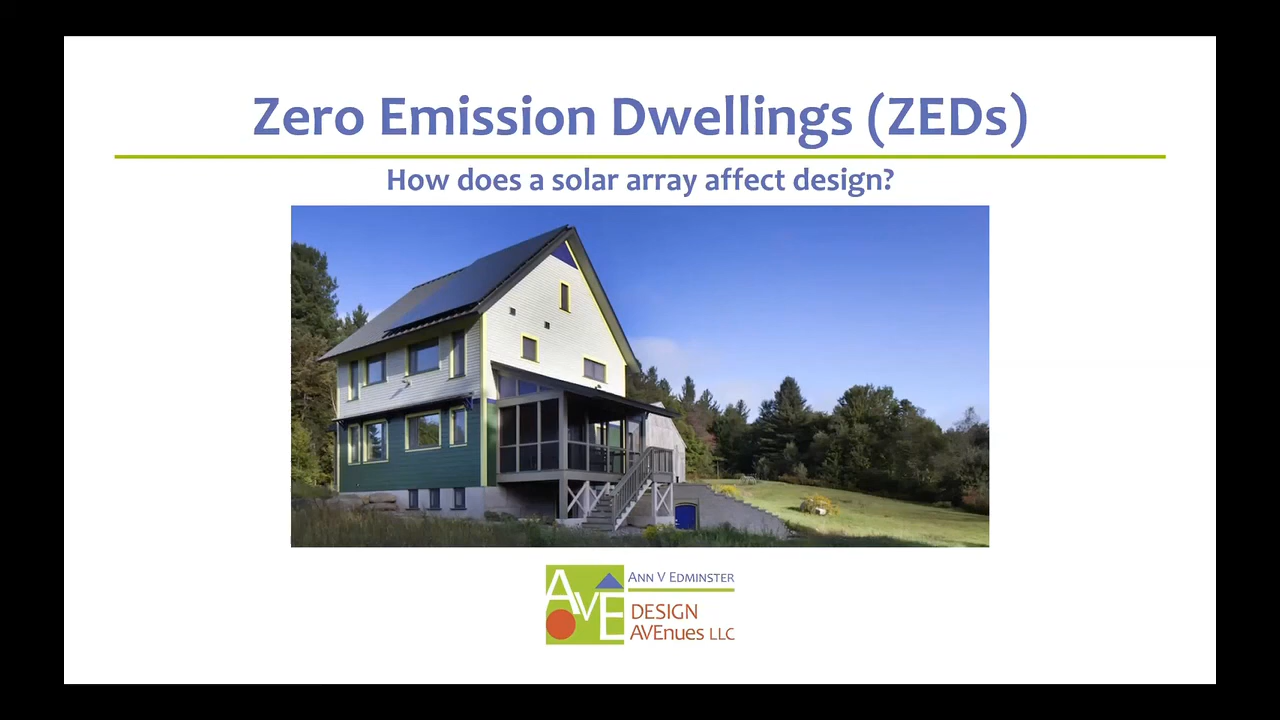 Zero Emission Dwellings (ZEDs)
How does a solar array affect design?
AVE
ANN V EDMINSTER
DESIGN
AVEnues LLC